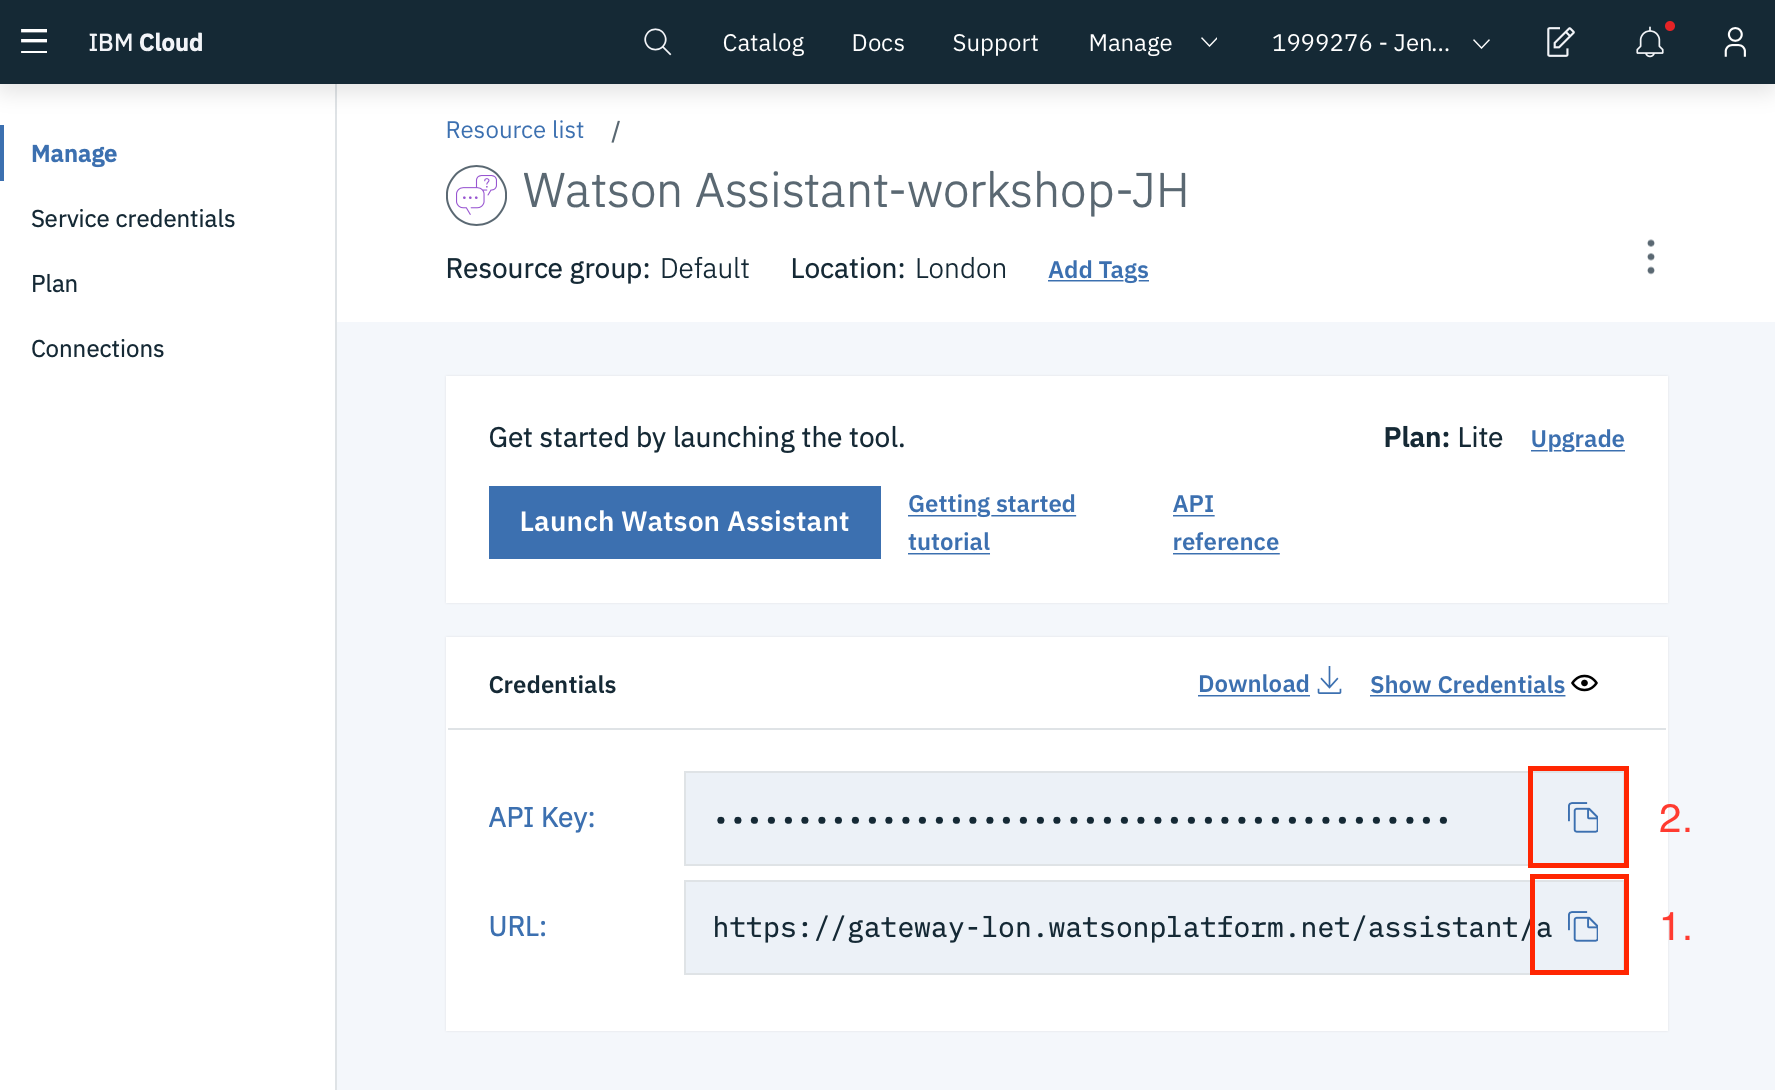 IBM Cloud
Catalog
Docs
Support
Manage
1999276 - Jen...
Manage
Service credentials
Plan
Connections
Resource list /
Watson Assistant-workshop-JH
Resource group: Default
Location: London
Add Tags
Get started by launching the tool.
Plan: Lite
Upgrade
Launch Watson Assistant
Getting started
tutorial
API
reference
Credentials
Download
Show Credentials
API Key:
••••••••••••••••••••••••••••••••••••••••••••
2.
URL:
https://gateway-lon.watsonplatform.net/assistant/a
1.